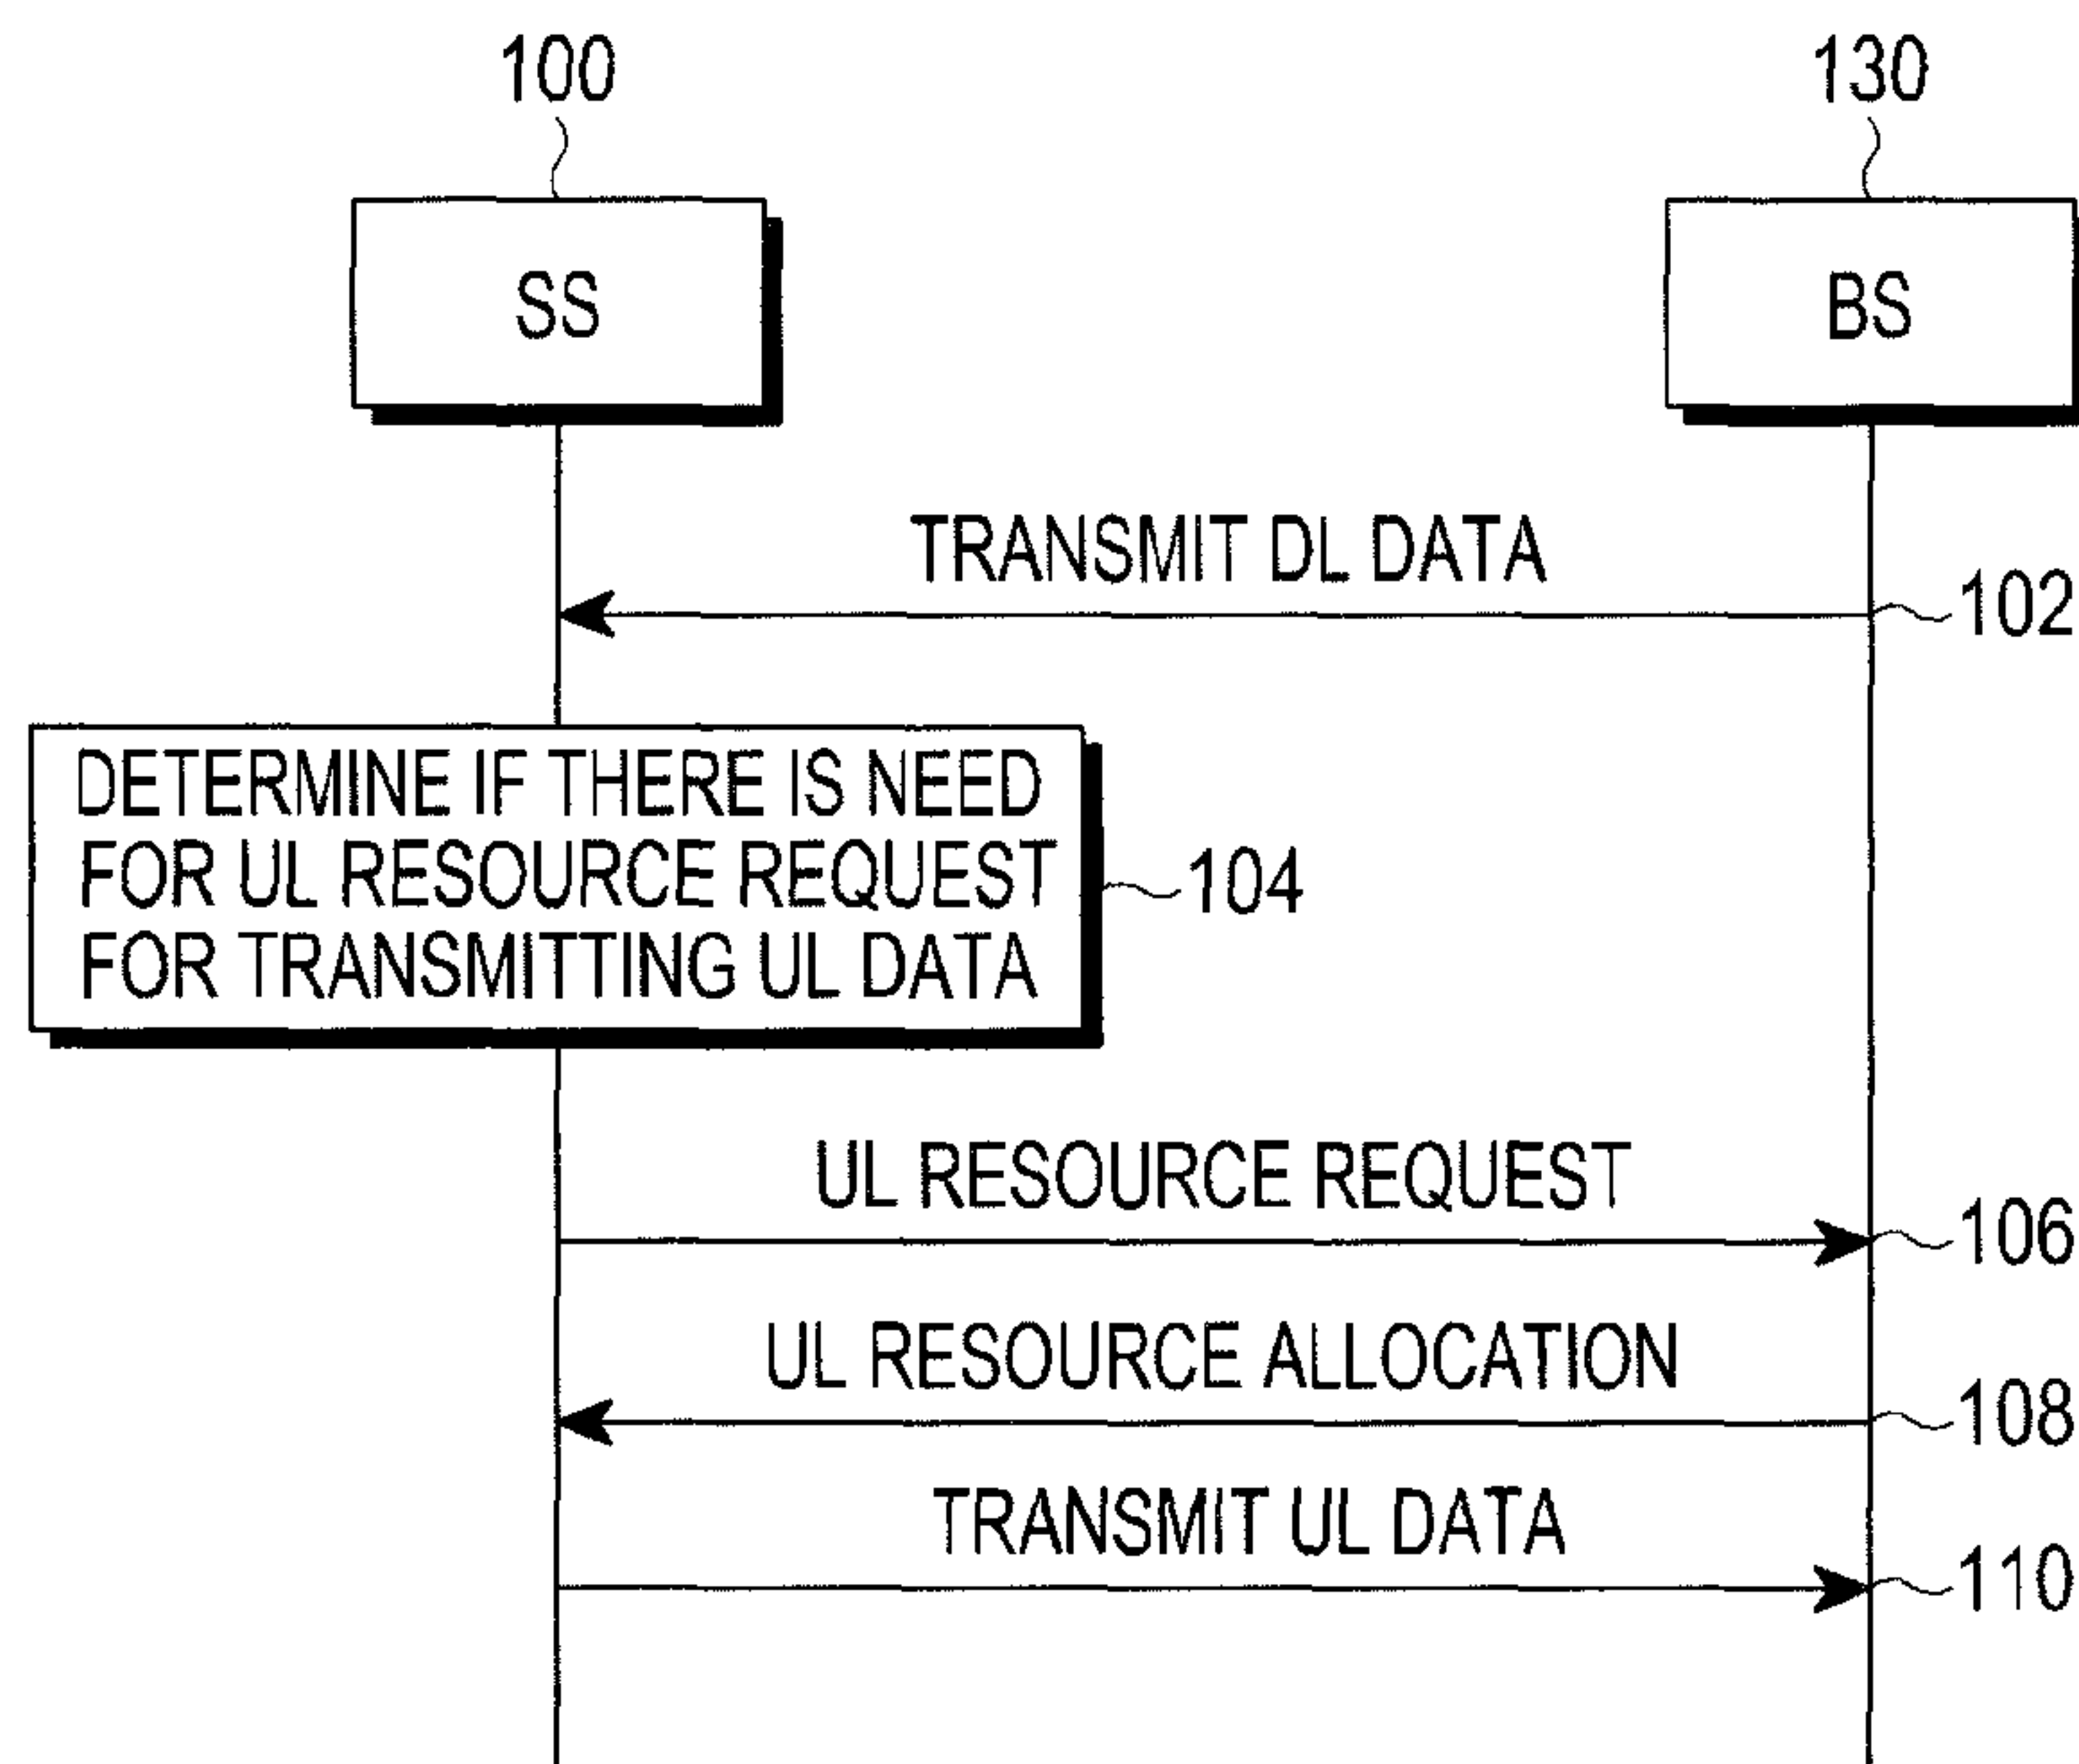 100
130
SS
BS
TRANSMIT DL DATA
102
DETERMINE IF THERE IS NEED
FOR UL RESOURCE REQUEST
FOR TRANSMITTING UL DATA
104
UL RESOURCE REQUEST
106
UL RESOURCE ALLOCATION
108
TRANSMIT UL DATA
110